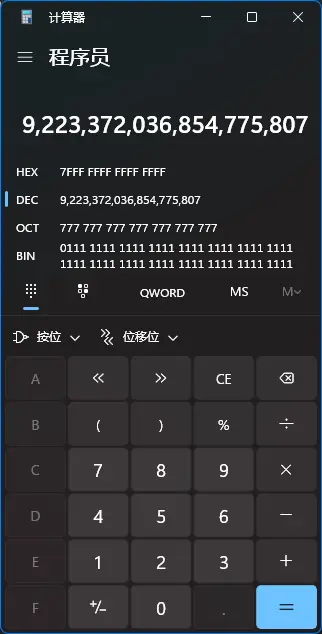 计算器
程序员
9,223,372,036,854,775,807
HEX 7FFF FFFF FFFF FFFF
DEC 9,223,372,036,854,775,807
OCT 777 777 777 777 777 777 777
BIN 0111 1111 1111 1111 1111 1111 1111 1111
1111 1111 1111 1111 1111 1111 1111 1111
QWORD MS M
按位 位移位
A « » CE
B ( ) % ÷
C 7 8 9 ×
D 4 5 6 −
E 1 2 3 +
F +/− 0 . =